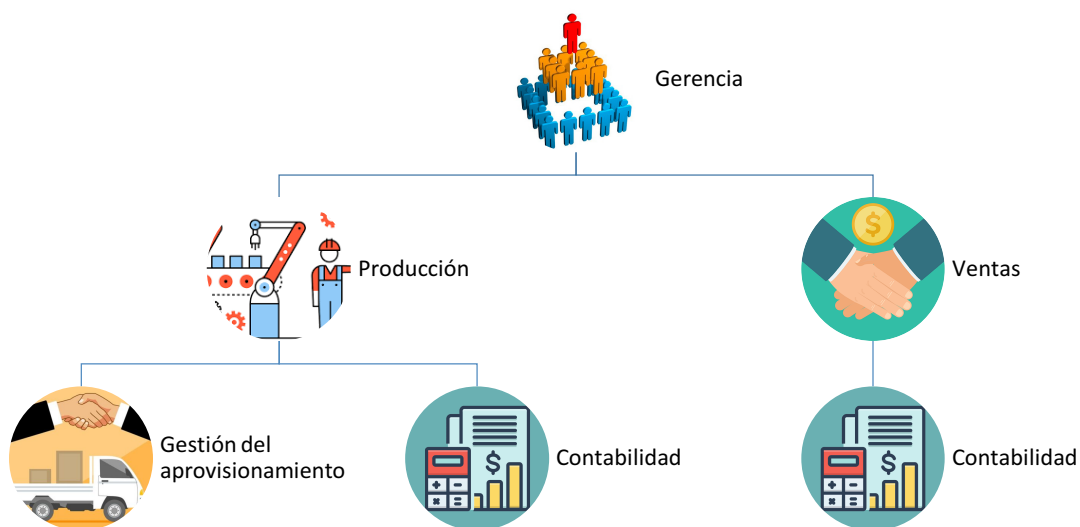 Gerencia
Producción
Ventas
Gestión del
aprovisionamiento
Contabilidad
Contabilidad